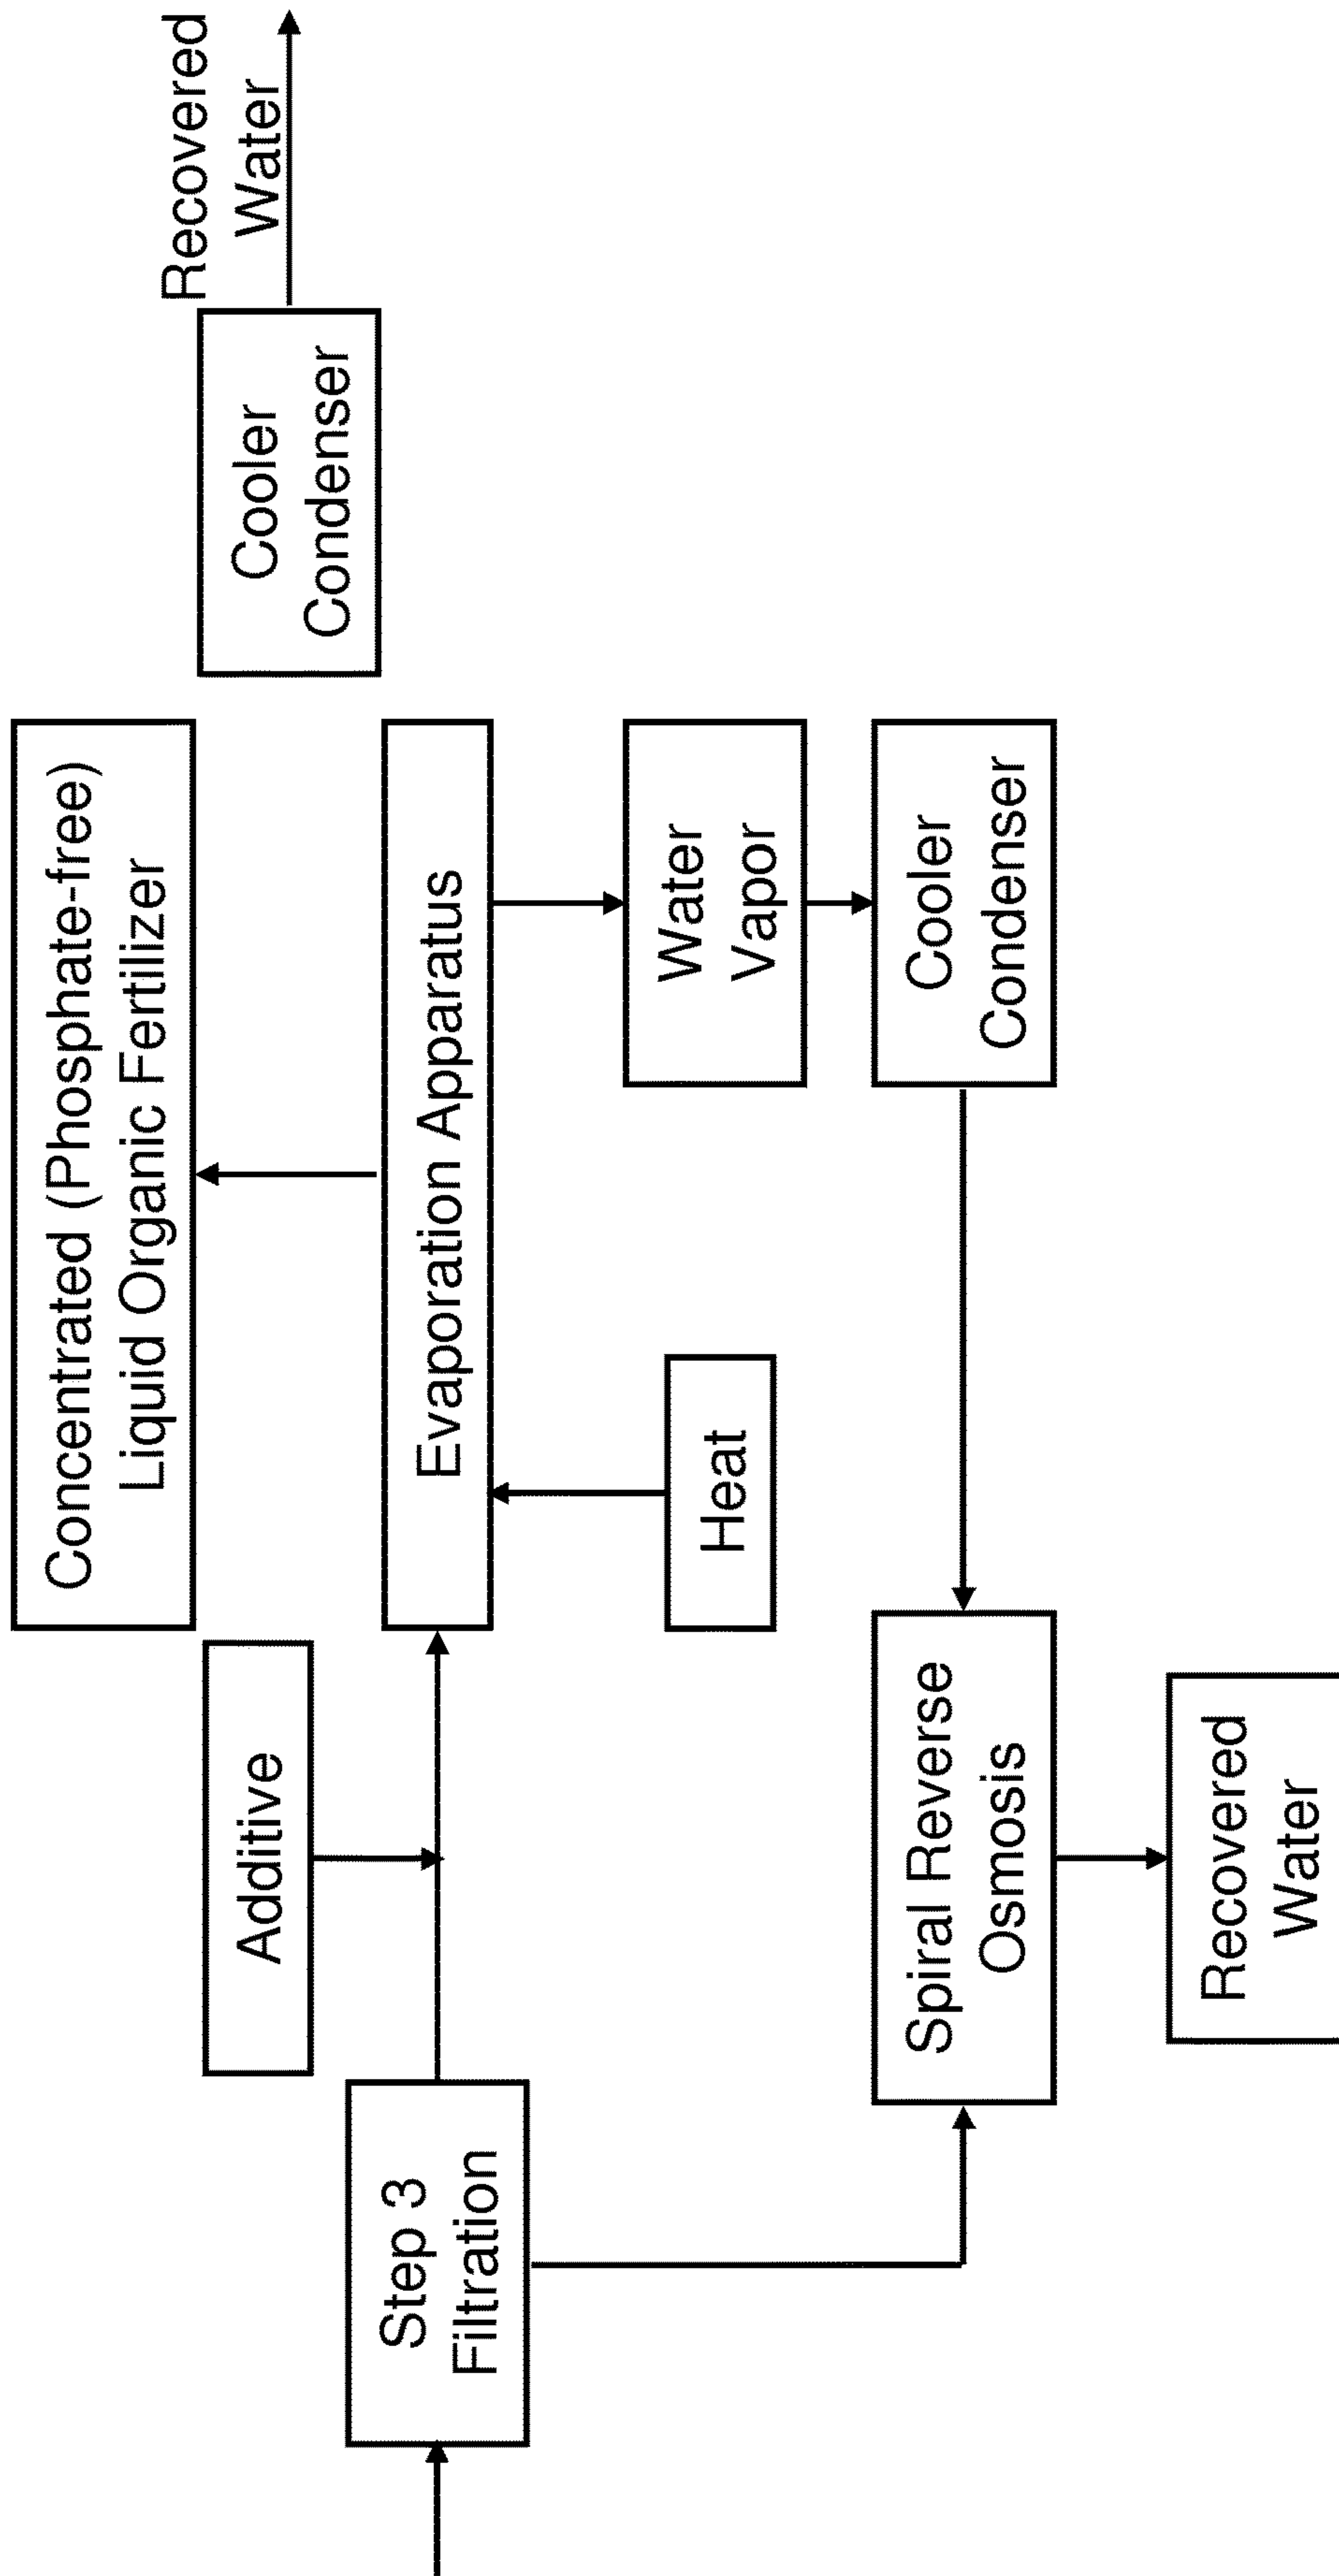 Step 3
Filtration
Additive
Concentrated (Phosphate-free)
Liquid Organic Fertilizer
Evaporation Apparatus
Heat
Water
Vapor
Cooler
Condenser
Spiral Reverse
Osmosis
Recovered
Water
Cooler
Condenser
Recovered
Water